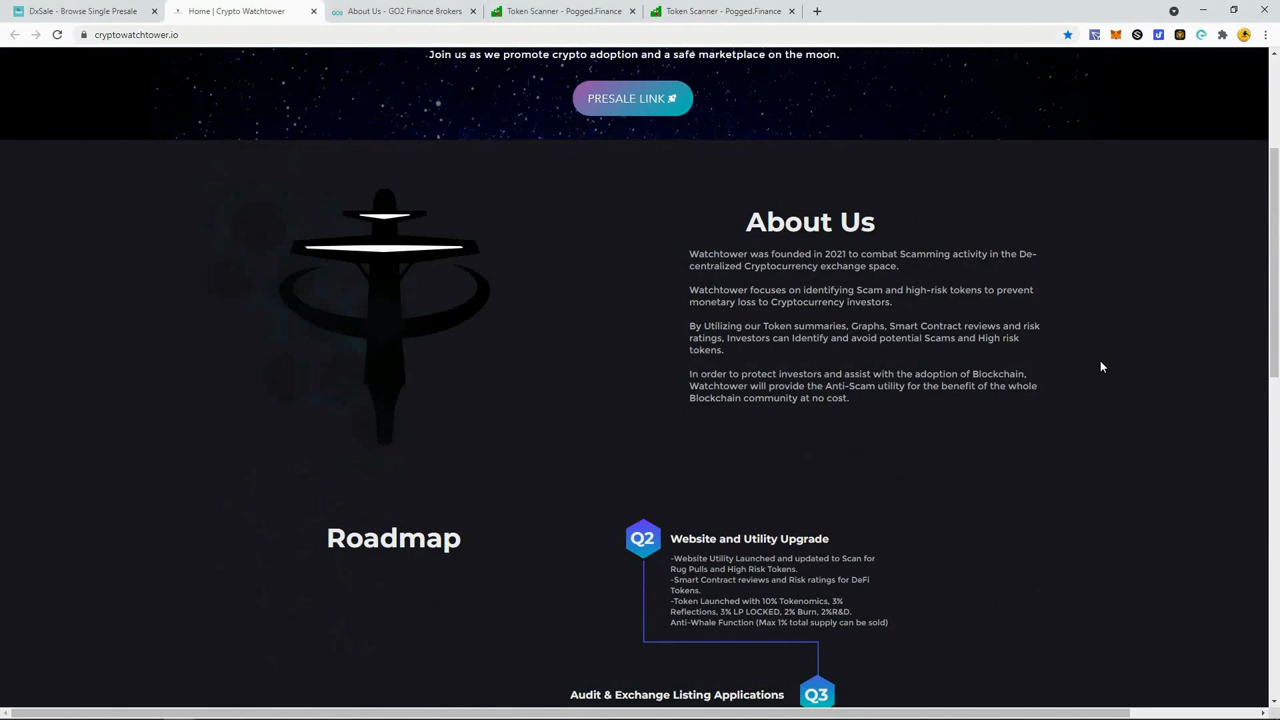 DxSale - Browse Single Presale
Home | Crypto Watchtower
About Us - GO2 Finance Brokers
Token Scanner - Pogged.Finance
Token Scanner - Pogged.Finance
cryptowatchtower.io
Join us as we promote crypto adoption and a safe marketplace on the moon.
PRESALE LINK
About Us
Watchtower was founded in 2021 to combat Scamming activity in the De-
centralized Cryptocurrency exchange space.
Watchtower focuses on identifying Scam and high-risk tokens to prevent
monetary loss to Cryptocurrency investors.
By Utilizing our Token summaries, Graphs, Smart Contract reviews and risk
ratings, Investors can Identify and avoid potential Scams and High risk
tokens.
In order to protect investors and assist with the adoption of Blockchain,
Watchtower will provide the Anti-Scam utility for the benefit of the whole
Blockchain community at no cost.
Roadmap
Q2
Website and Utility Upgrade
-Website Utility Launched and updated to Scan for
Rug Pulls and High Risk Tokens.
-Smart Contract reviews and Risk ratings for DeFi
Tokens.
-Token Launched with 10% Tokenomics, 3%
Reflections, 3% LP LOCKED, 2% Burn, 2%R&D.
Anti-Whale Function (Max 1% total supply can be sold)
Audit & Exchange Listing Applications
Q3